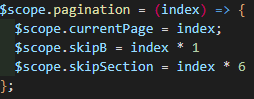 $scope.pagination = (index) => {
$scope.currentPage = index;
$scope.skipB = index * 1
$scope.skipSection = index * 6
};